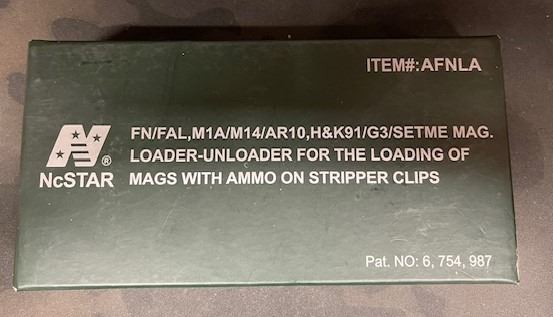 ITEM#:AFNLA
FN/FAL,M1A/M14/AR10,H&K91/G3/SETME MAG.
LOADER-UNLOADER FOR THE LOADING OF
MAGS WITH AMMO ON STRIPPER CLIPS
®
NcSTAR
Pat. NO: 6, 754, 987